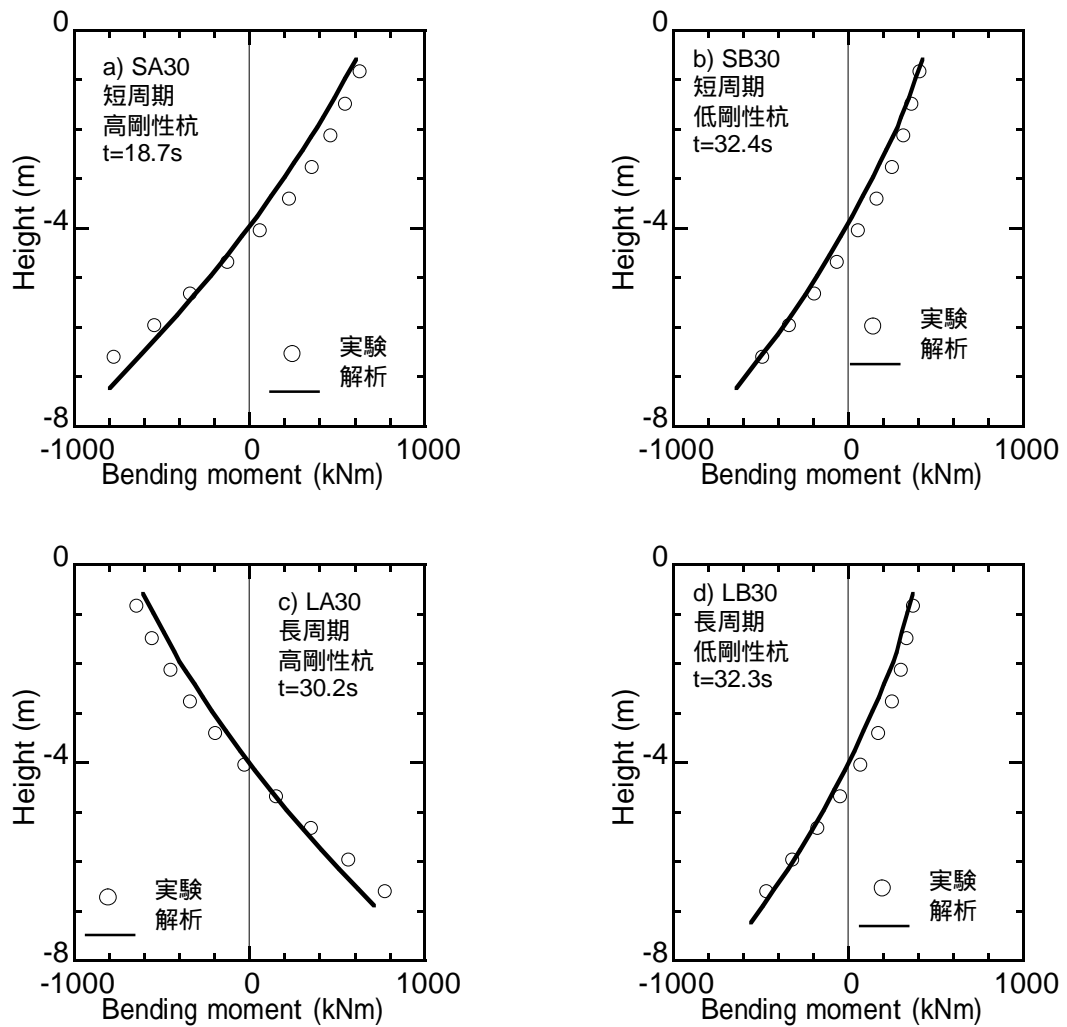 0
a) SA30
短周期
高剛性杭
t=18.7s
Height (m)
-4
実験
解析
-8
-1000
0
1000
Bending moment (kNm)
0
b) SB30
短周期
低剛性杭
t=32.4s
Height (m)
-4
実験
解析
-8
-1000
0
1000
Bending moment (kNm)
0
c) LA30
長周期
高剛性杭
t=30.2s
Height (m)
-4
実験
解析
-8
-1000
0
1000
Bending moment (kNm)
0
d) LB30
長周期
低剛性杭
t=32.3s
Height (m)
-4
実験
解析
-8
-1000
0
1000
Bending moment (kNm)